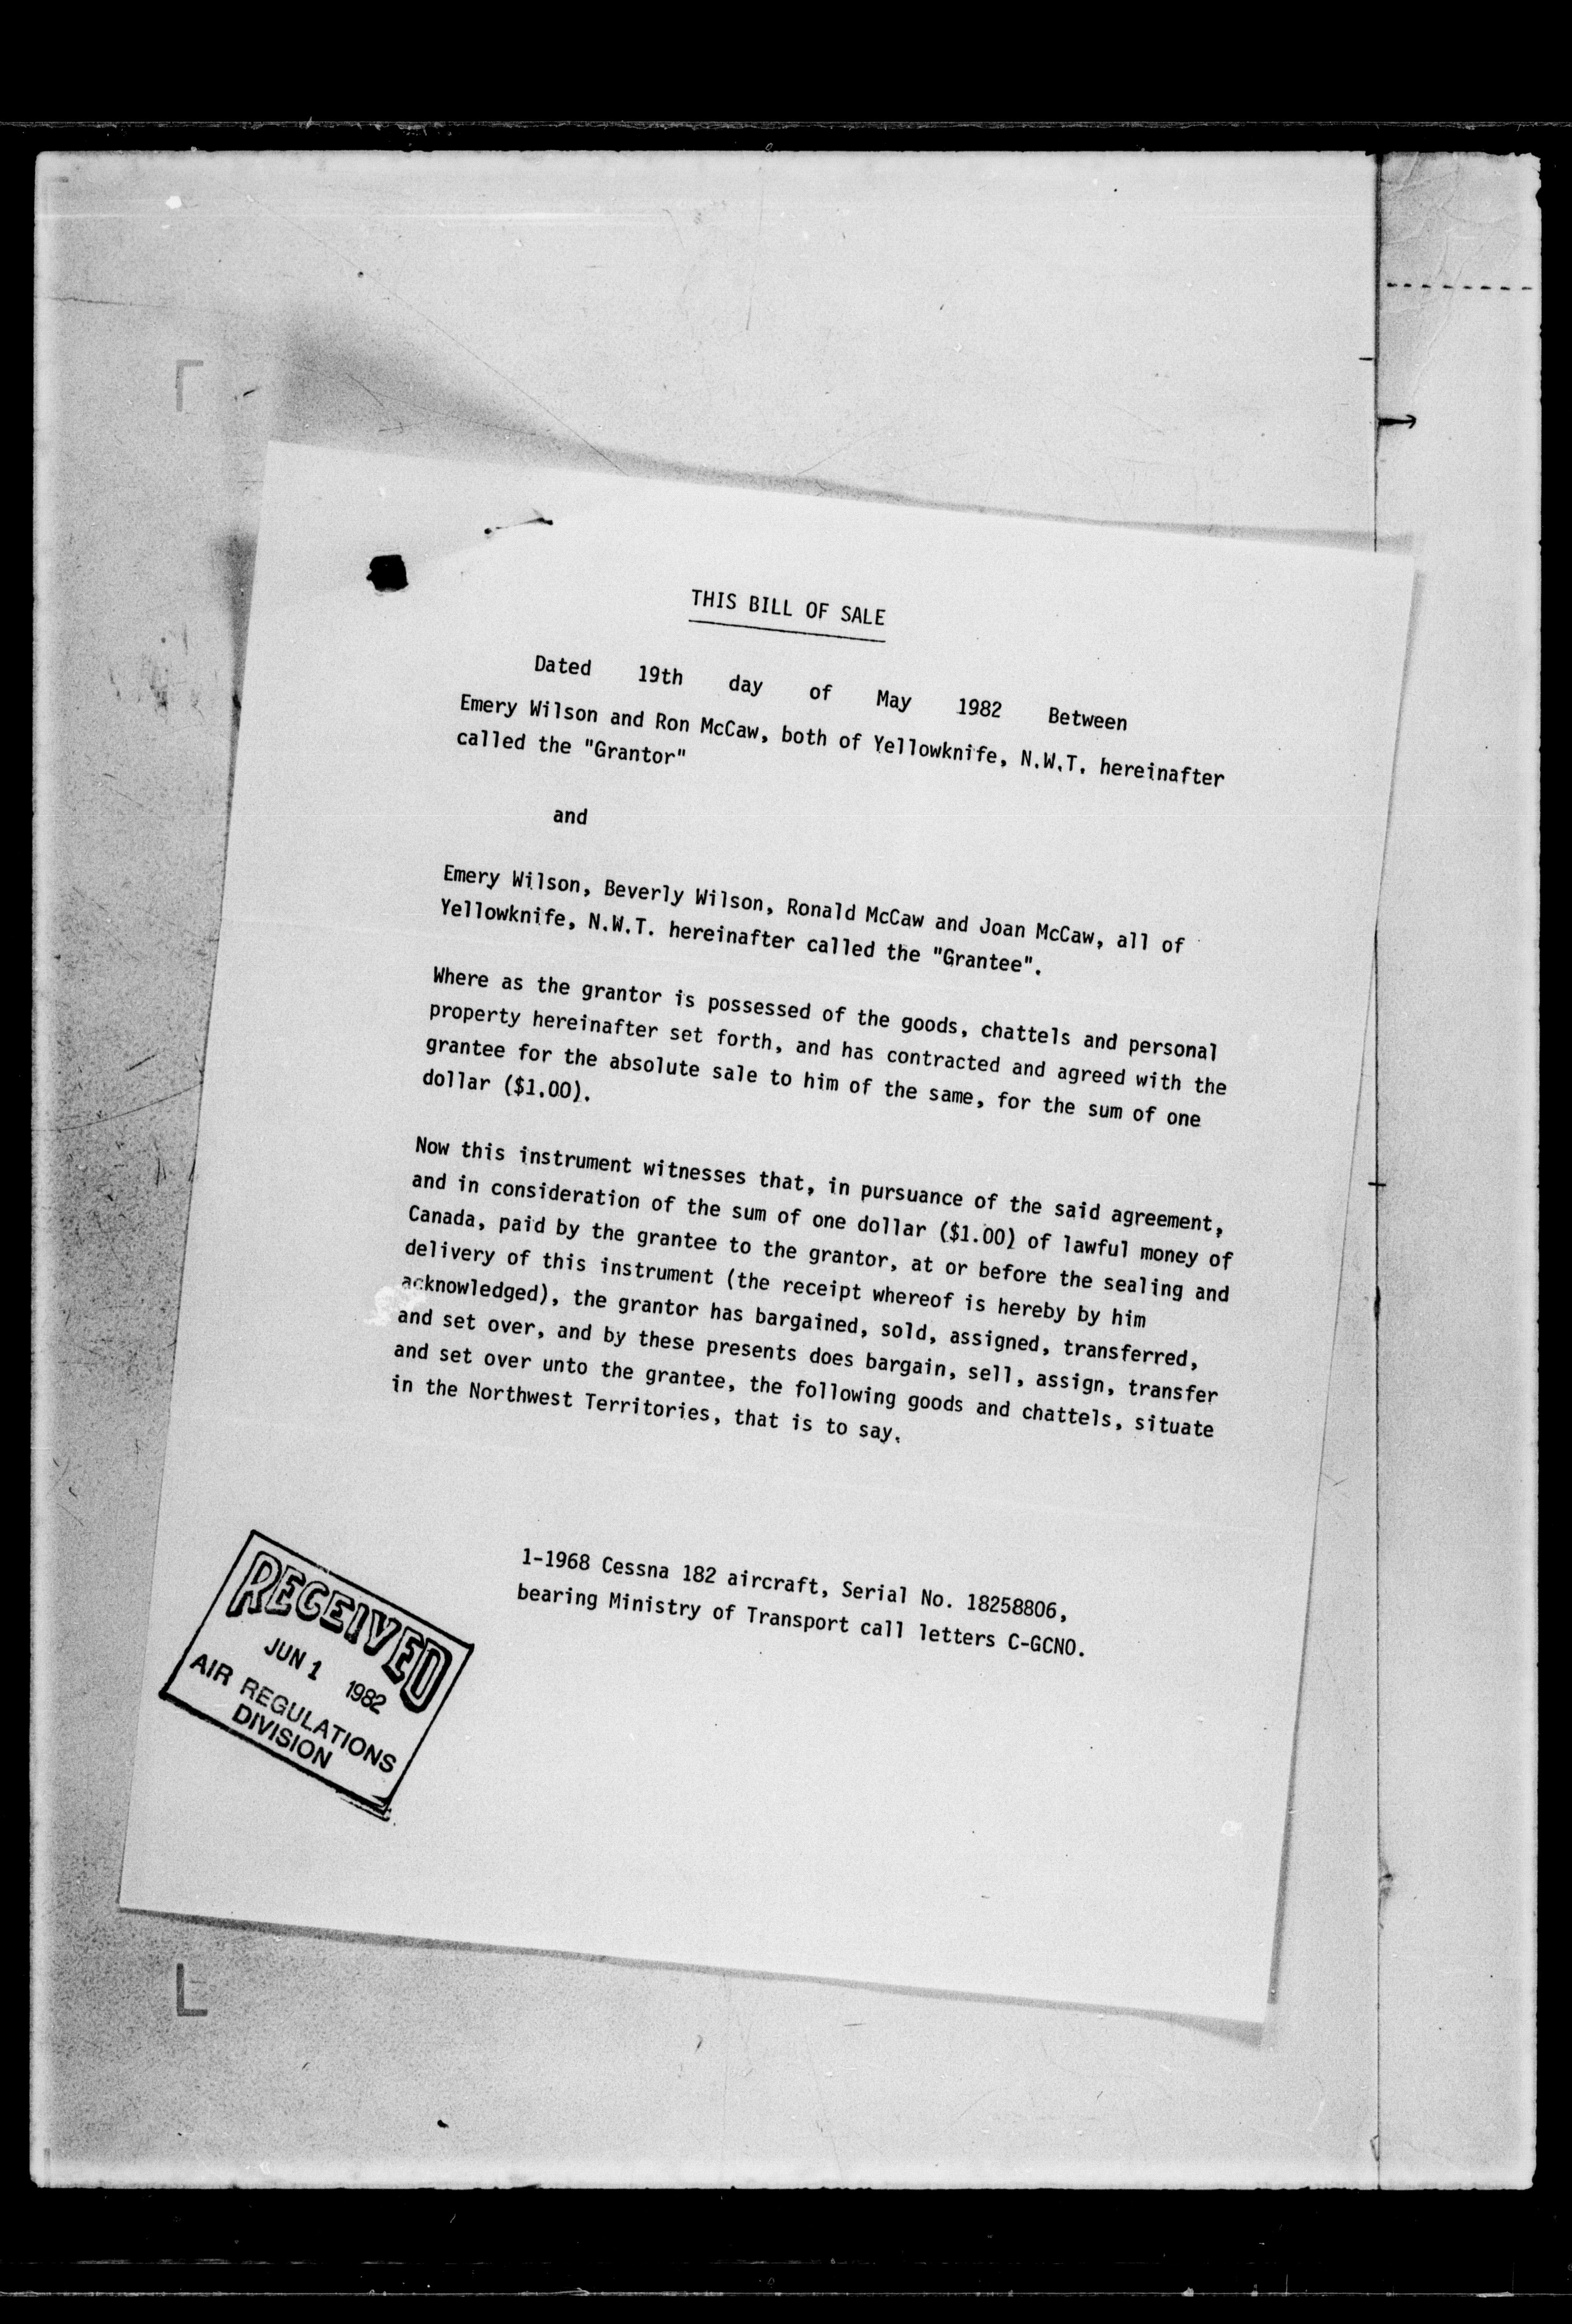 THIS BILL OF SALE
Dated 19th day of May 1982 Between
Emery Wilson and Ron McCaw, both of Yellowknife, N.W.T. hereinafter
called the "Grantor"
and
Emery Wilson, Beverly Wilson, Ronald McCaw and Joan McCaw, all of
Yellowknife, N.W.T. hereinafter called the "Grantee".
Where as the grantor is possessed of the goods, chattels and personal
property hereinafter set forth, and has contracted and agreed with the
grantee for the absolute sale to him of the same, for the sum of one
dollar ($1.00).
Now this instrument witnesses that, in pursuance of the said agreement,
and in consideration of the sum of one dollar ($1.00) of lawful money of
Canada, paid by the grantee to the grantor, at or before the sealing and
delivery of this instrument (the receipt whereof is hereby by him
acknowledged), the grantor has bargained, sold, assigned, transferred,
and set over, and by these presents does bargain, sell, assign, transfer
and set over unto the grantee, the following goods and chattels, situate
in the Northwest Territories, that is to say.
1-1968 Cessna 182 aircraft, Serial No. 18258806,
bearing Ministry of Transport call letters C-GCNO.
RECEIVED
JUN 1 1982
AIR REGULATIONS
DIVISION